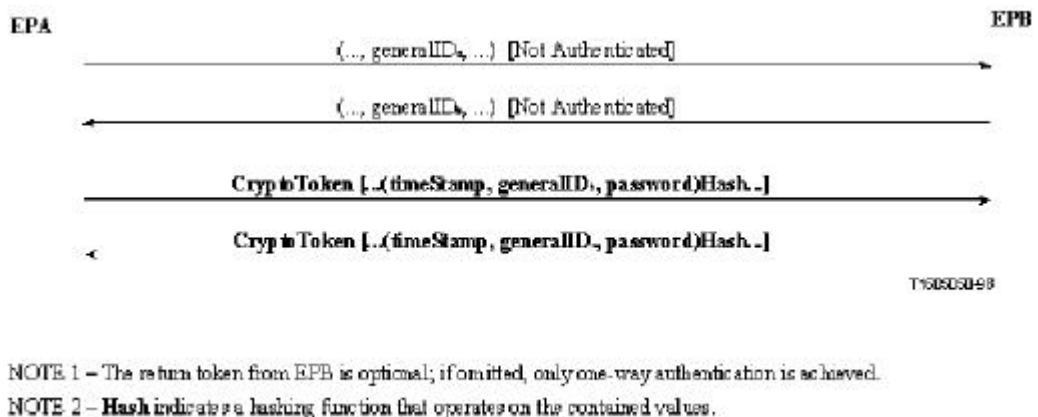 EPA
EPB
(..., generalIDa, ...) [Not Authenticated]
(..., generalIDb, ...) [Not Authenticated]
CryptoToken [...(timeStamp, generalID, password)Hash...]
CryptoToken [...(timeStamp, generalID, password)Hash...]
NOTE 1 – The return token from EPB is optional; if omitted, only one-way authentication is achieved.
NOTE 2 – Hash indicates a hashing function that operates on the contained values.